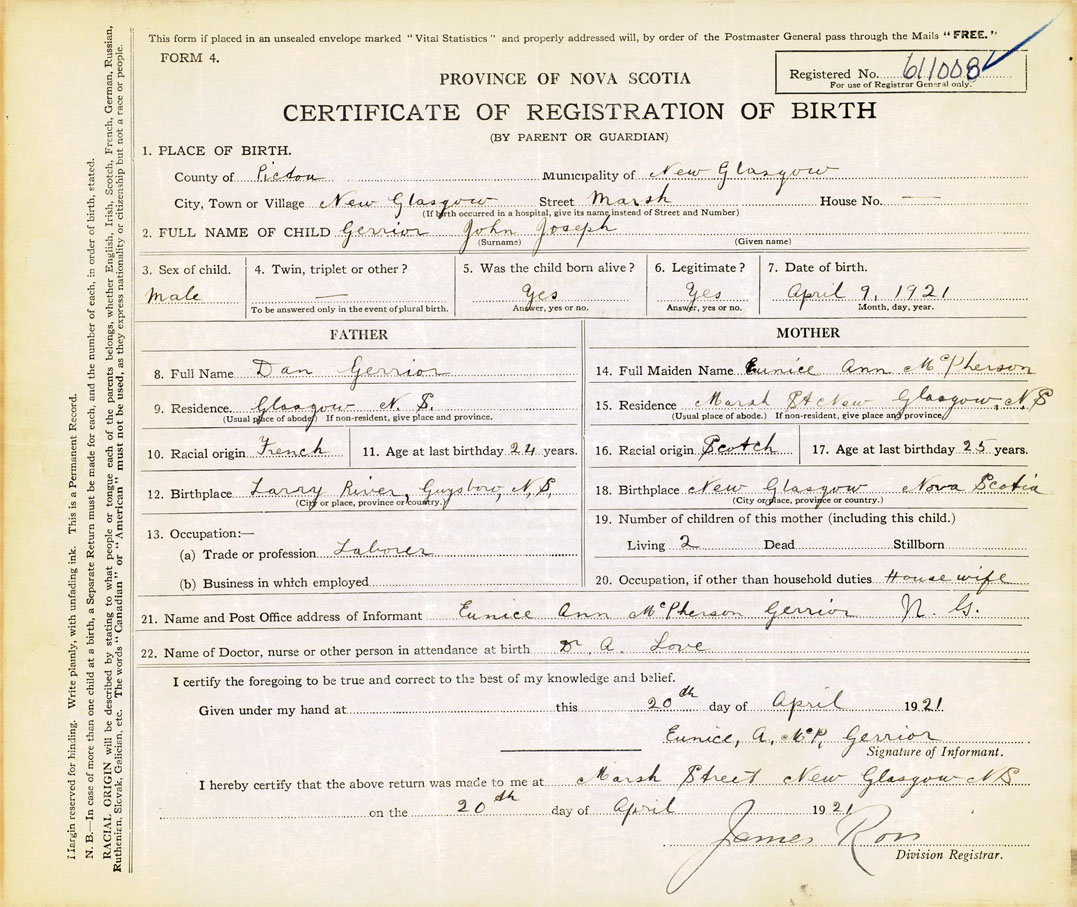 This form if placed in an unsealed envelope marked "Vital Statistics" and properly addressed will, by order of the Postmaster General pass through the Mails "FREE."
FORM 4.
Registered No. 611008
For use of Registrar General only.
PROVINCE OF NOVA SCOTIA
CERTIFICATE OF REGISTRATION OF BIRTH
(BY PARENT OR GUARDIAN)
1. PLACE OF BIRTH.
County of Pictou Municipality of New Glasgow
City, Town or Village New Glasgow Street Marsh House No. —
(If birth occurred in a hospital, give its name instead of Street and Number)
2. FULL NAME OF CHILD Gerrior John Joseph
(Surname) (Given name)
3. Sex of child. 4. Twin, triplet or other? 5. Was the child born alive? 6. Legitimate? 7. Date of birth.
Male — Yes Yes April 9, 1921
To be answered only in the event of plural birth. Answer, yes or no. Answer, yes or no. Month, day, year.
FATHER
8. Full Name Dan Gerrior
9. Residence Glasgow N. S.
(Usual place of abode) If non-resident, give place and province.
10. Racial origin French 11. Age at last birthday 24 years.
12. Birthplace Larry River, Guysboro, N.S,
(City or place, province or country.)
13. Occupation:—
(a) Trade or profession Laborer
(b) Business in which employed
MOTHER
14. Full Maiden Name Eunice Ann McPherson
15. Residence Marsh St New Glasgow, N.S
(Usual place of abode.) If non-resident, give place and province.
16. Racial origin Scotch 17. Age at last birthday 25 years.
18. Birthplace New Glasgow Nova Scotia
(City or place, province or country.)
19. Number of children of this mother (including this child.)
Living 2 Dead Stillborn
20. Occupation, if other than household duties House wife
21. Name and Post Office address of Informant Eunice Ann McPherson Gerrior N. G.
22. Name of Doctor, nurse or other person in attendance at birth Dr. A. Love
I certify the foregoing to be true and correct to the best of my knowledge and belief.
Given under my hand at this 20th day of April 1921
Eunice, A, McP, Gerrior
Signature of Informant.
I hereby certify that the above return was made to me at Marsh Street New Glasgow NS
on the 20th day of April 1921
James Ross
Division Registrar.
Margin reserved for binding. Write plainly, with unfading ink. This is a Permanent Record.
N. B.—In case of more than one child at a birth, a Separate Return must be made for each, and the number of each, in order of birth, stated.
RACIAL ORIGIN will be described by stating to what people or tongue each of the parents belongs, whether English, Irish, Scotch, French, German, Russian,
Ruthenian, Slovak, Galician, etc. The words "Canadian" or "American" must not be used, as they express nationality or citizenship but not a race or people.